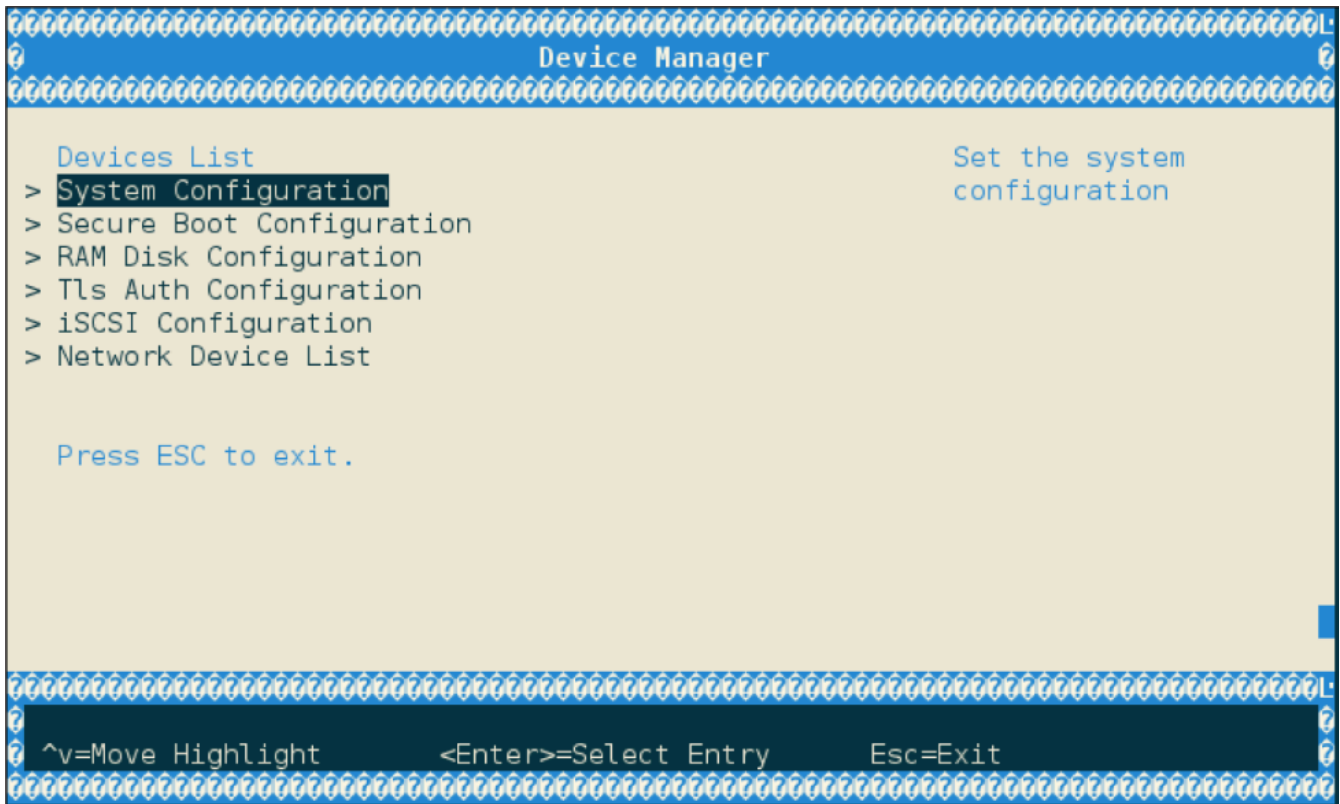 Device Manager
Devices List
> System Configuration
> Secure Boot Configuration
> RAM Disk Configuration
> Tls Auth Configuration
> iSCSI Configuration
> Network Device List
Press ESC to exit.
Set the system
configuration
^v=Move Highlight <Enter>=Select Entry Esc=Exit